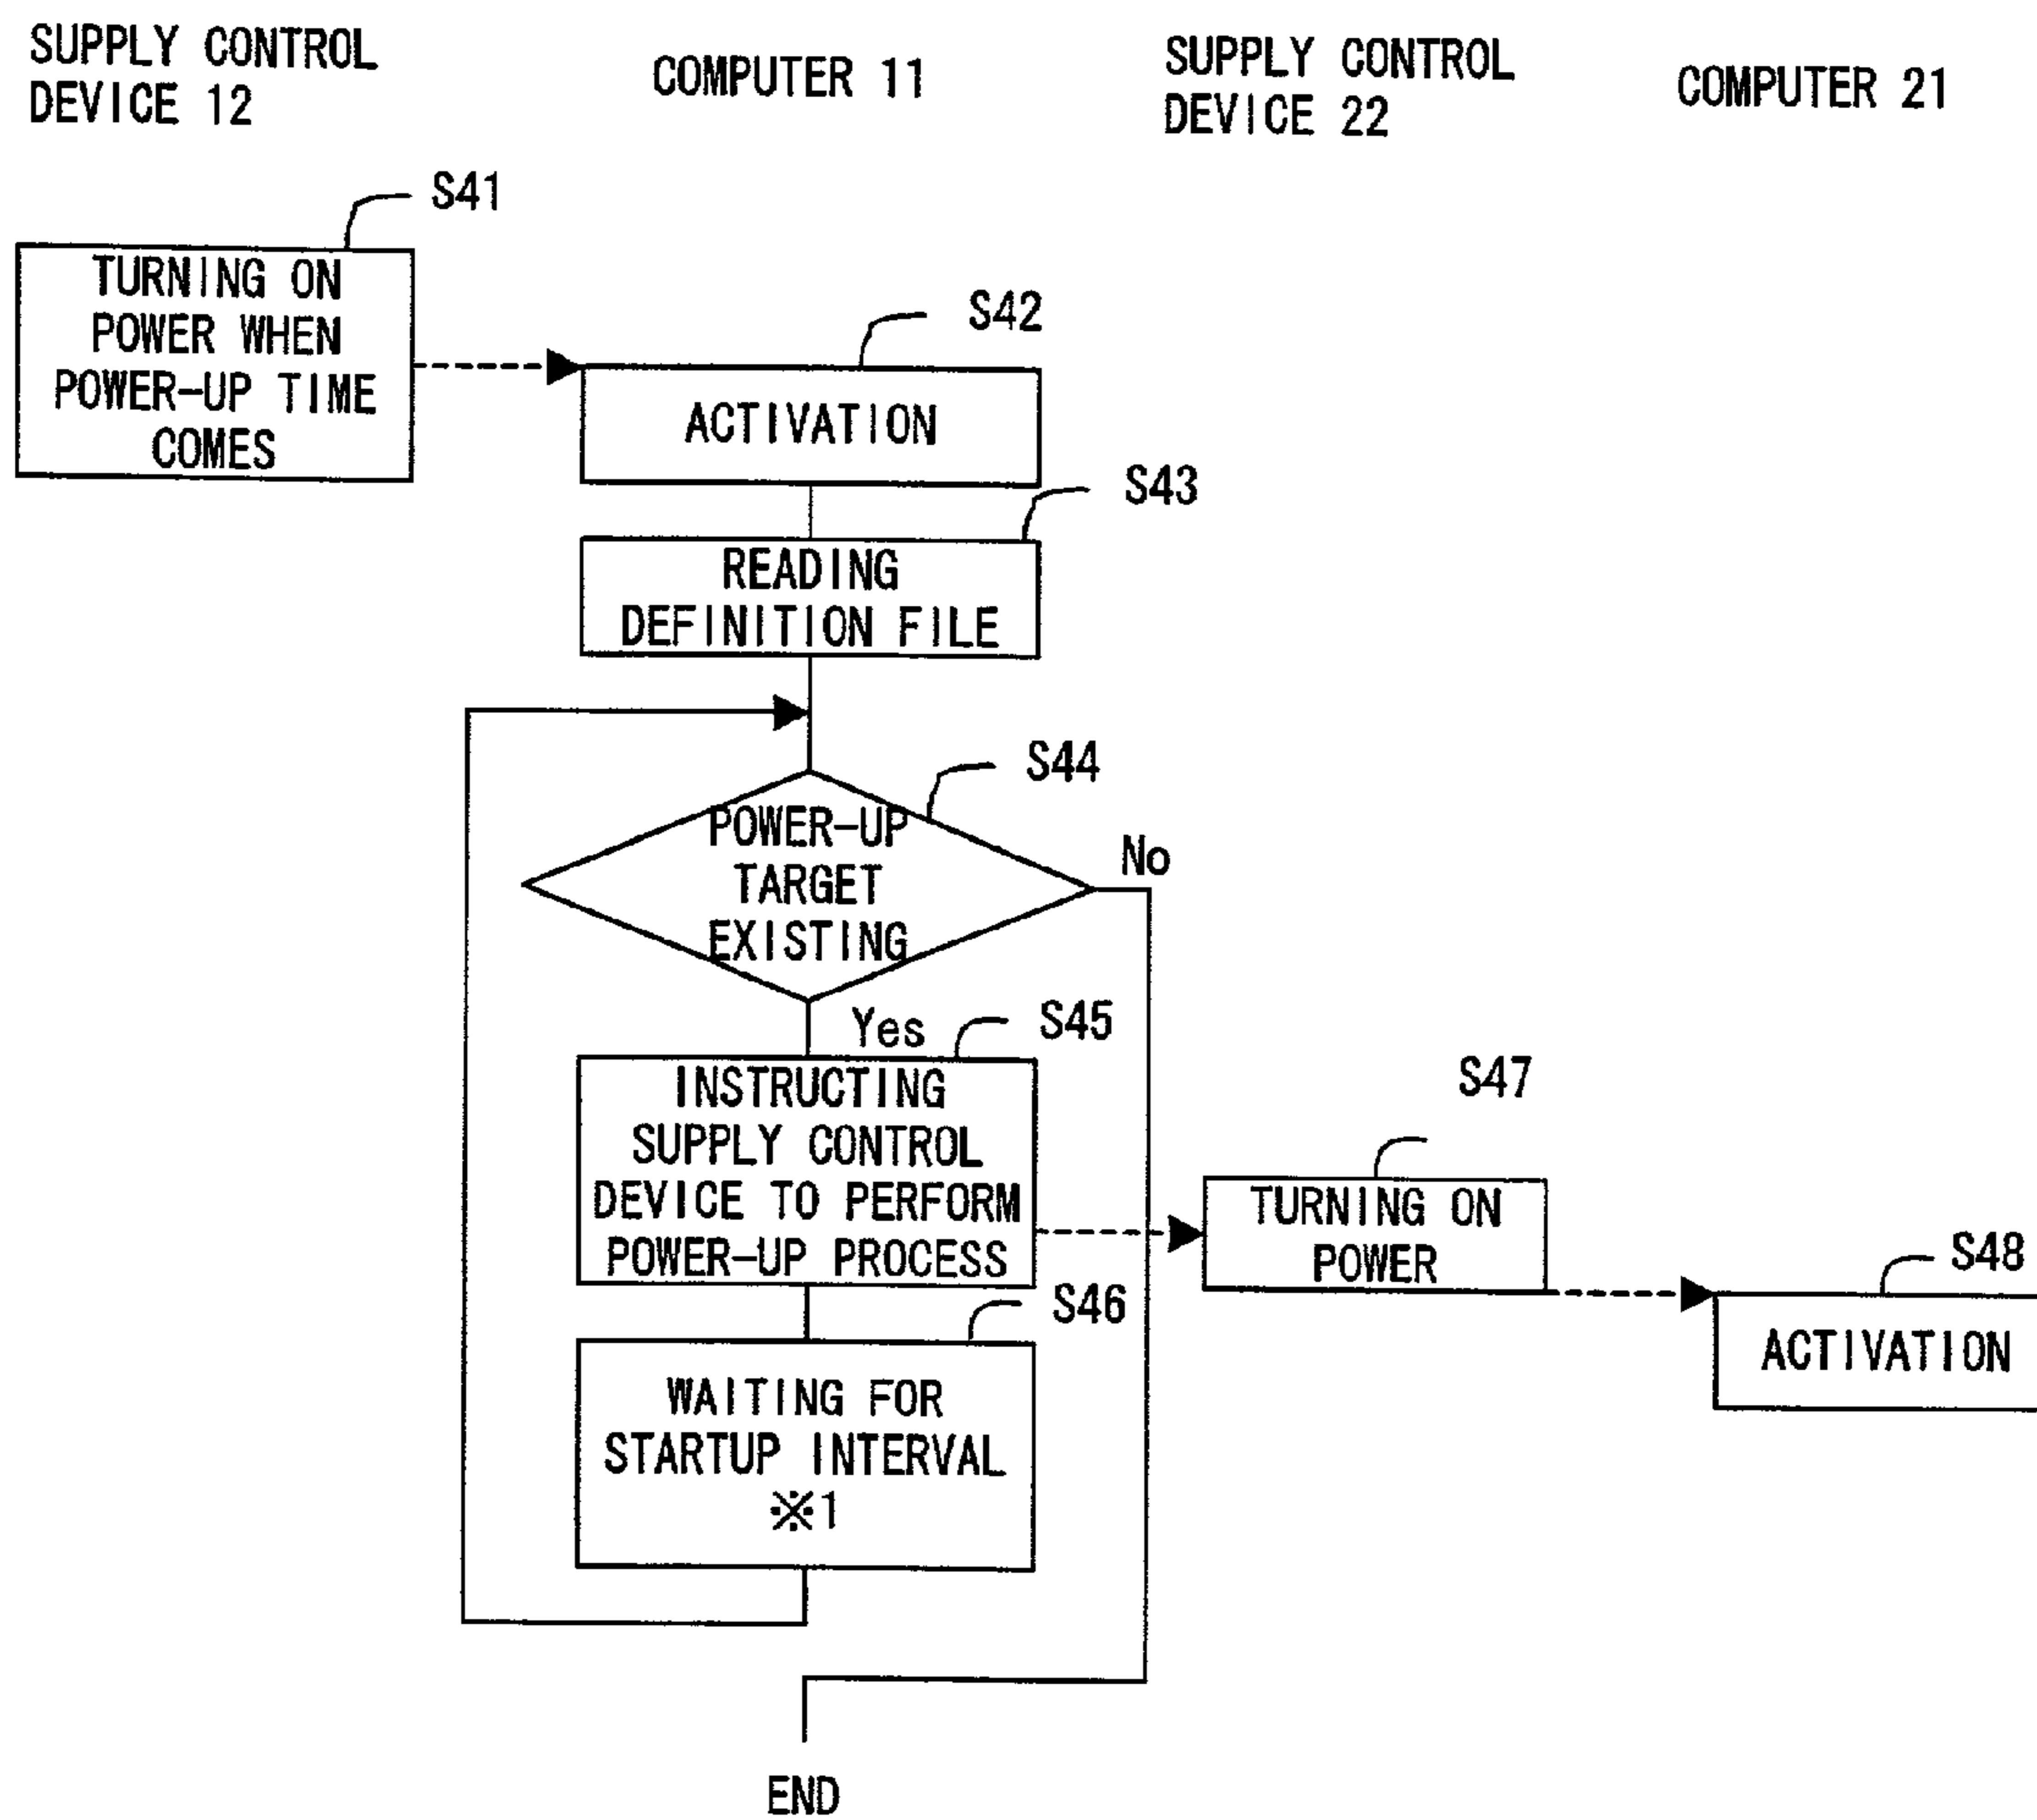 SUPPLY CONTROL
DEVICE 12
COMPUTER 11
SUPPLY CONTROL
DEVICE 22
COMPUTER 21
S41
TURNING ON
POWER WHEN
POWER-UP TIME
COMES
S42
ACTIVATION
S43
READING
DEFINITION FILE
S44
POWER-UP
TARGET
EXISTING
No
Yes
S45
INSTRUCTING
SUPPLY CONTROL
DEVICE TO PERFORM
POWER-UP PROCESS
S47
TURNING ON
POWER
S48
ACTIVATION
S46
WAITING FOR
STARTUP INTERVAL
※1
END